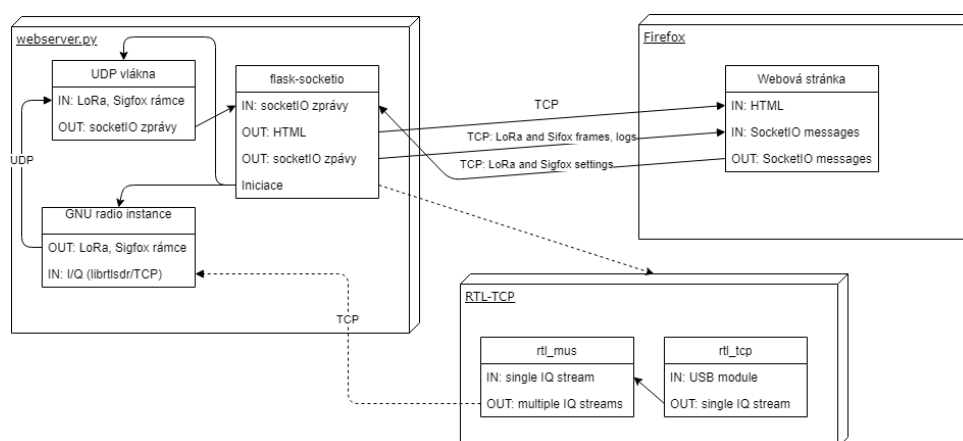 webserver.py
UDP vlákna
IN: LoRa, Sigfox rámce
OUT: socketIO zprávy
UDP
GNU radio instance
OUT: LoRa, Sigfox rámce
IN: I/Q (librtlsdr/TCP)
flask-socketio
IN: socketIO zprávy
OUT: HTML
OUT: socketIO zpávy
Iniciace
TCP
TCP: LoRa and Sifox frames, logs
TCP: LoRa and Sigfox settings
Firefox
Webová stránka
IN: HTML
IN: SocketIO messages
OUT: SocketIO messages
TCP
RTL-TCP
rtl_mus
IN: single IQ stream
OUT: multiple IQ streams
rtl_tcp
IN: USB module
OUT: single IQ stream